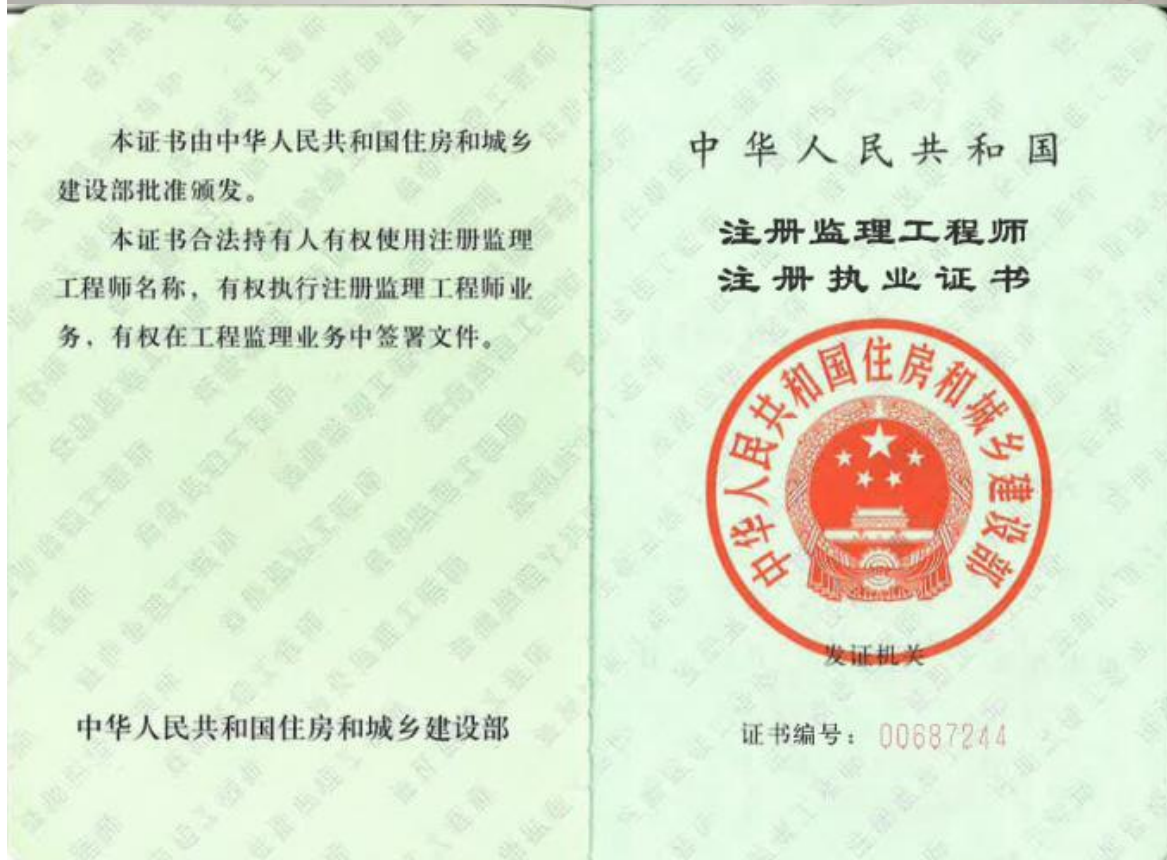 本证书由中华人民共和国住房和城乡
建设部批准颁发。
本证书合法持有人有权使用注册监理
工程师名称，有权执行注册监理工程师业
务，有权在工程监理业务中签署文件。
中华人民共和国住房和城乡建设部
中华人民共和国
注册监理工程师
注册执业证书
中华人民共和国住房和城乡建设部
发证机关
证书编号：00687244